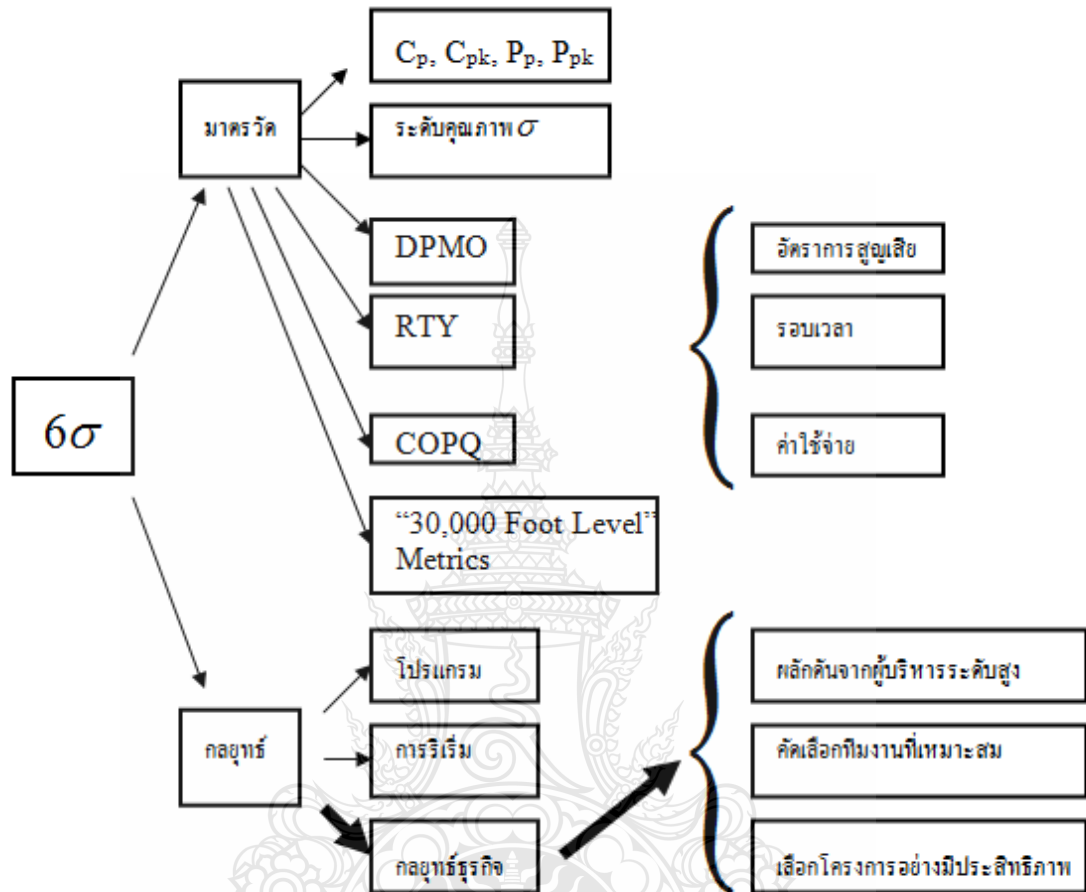 Cp, Cpk, Pp, Ppk
มาตรวัด
ระดับคุณภาพ σ
DPMO
อัตราการสูญเสีย
RTY
รอบเวลา
6σ
COPQ
ค่าใช้จ่าย
“30,000 Foot Level”
Metrics
โปรแกรม
ผลักดันจากผู้บริหารระดับสูง
กลยุทธ์
การริเริ่ม
คัดเลือกทีมงานที่เหมาะสม
กลยุทธ์ธุรกิจ
เลือกโครงการอย่างมีประสิทธิภาพ